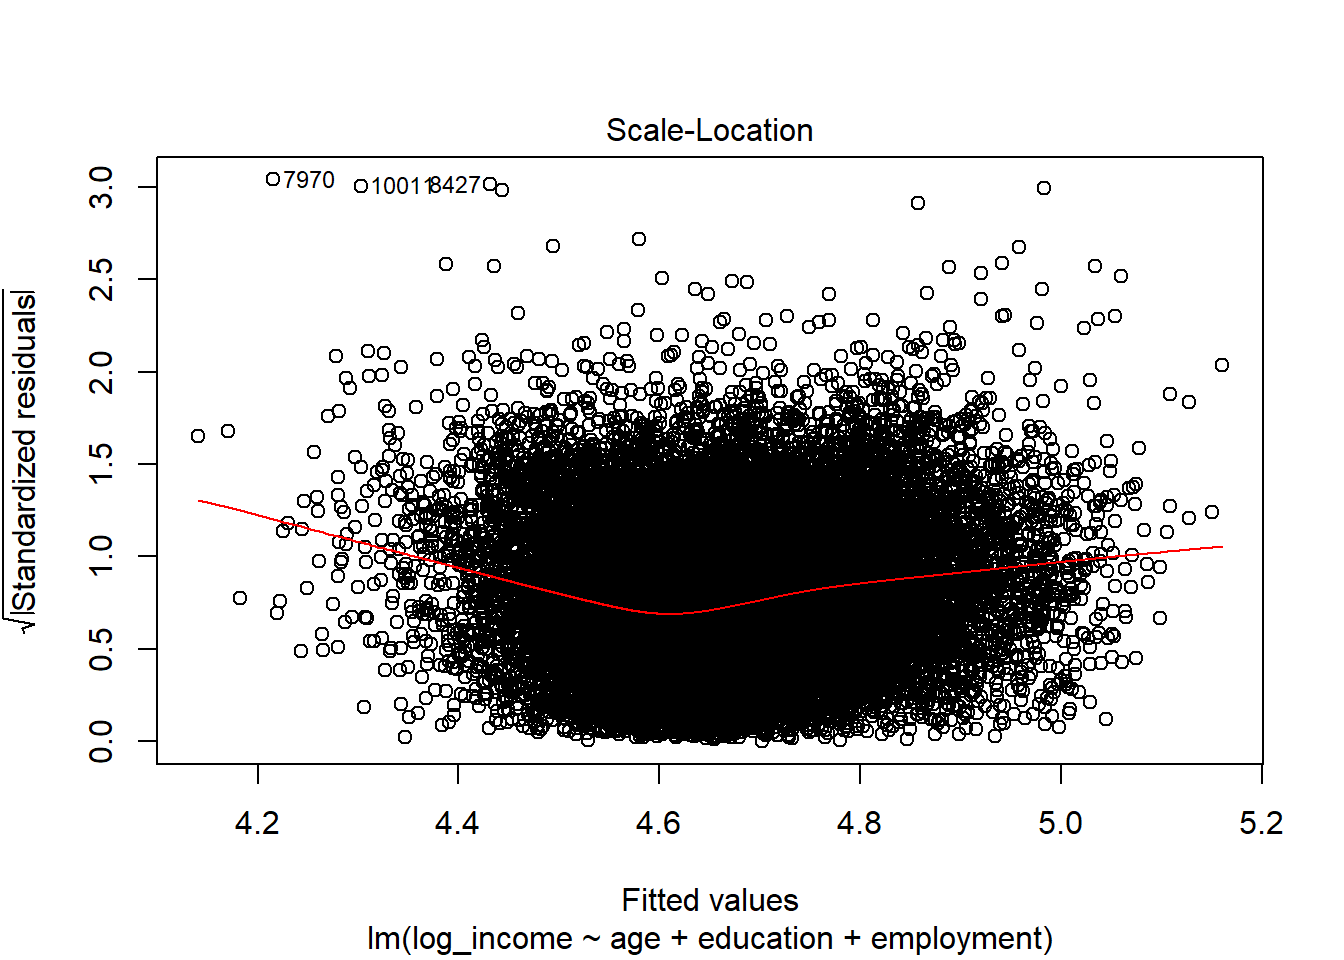 Scale-Location
√|Standardized residuals|
3.0
2.5
2.0
1.5
1.0
0.5
0.0
7970
10011
8427
4.2 4.4 4.6 4.8 5.0 5.2
Fitted values
lm(log_income ~ age + education + employment)